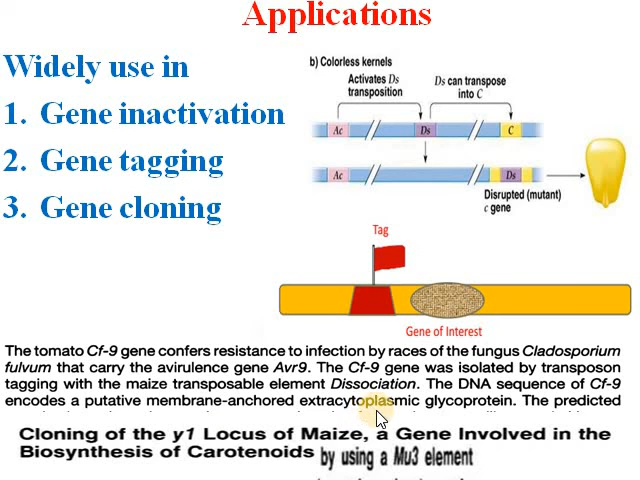 Applications
Widely use in
1. Gene inactivation
2. Gene tagging
3. Gene cloning
b) Colorless kernels
Activates Ds
transposition
Ds can transpose
into C
Ac
Ds
C
Ac
Ds
Disrupted (mutant)
c gene
Tag
Gene of Interest
The tomato Cf-9 gene confers resistance to infection by races of the fungus Cladosporium
fulvum that carry the avirulence gene Avr9. The Cf-9 gene was isolated by transposon
tagging with the maize transposable element Dissociation. The DNA sequence of Cf-9
encodes a putative membrane-anchored extracytoplasmic glycoprotein. The predicted
Cloning of the y1 Locus of Maize, a Gene Involved in the
Biosynthesis of Carotenoids by using a Mu3 element